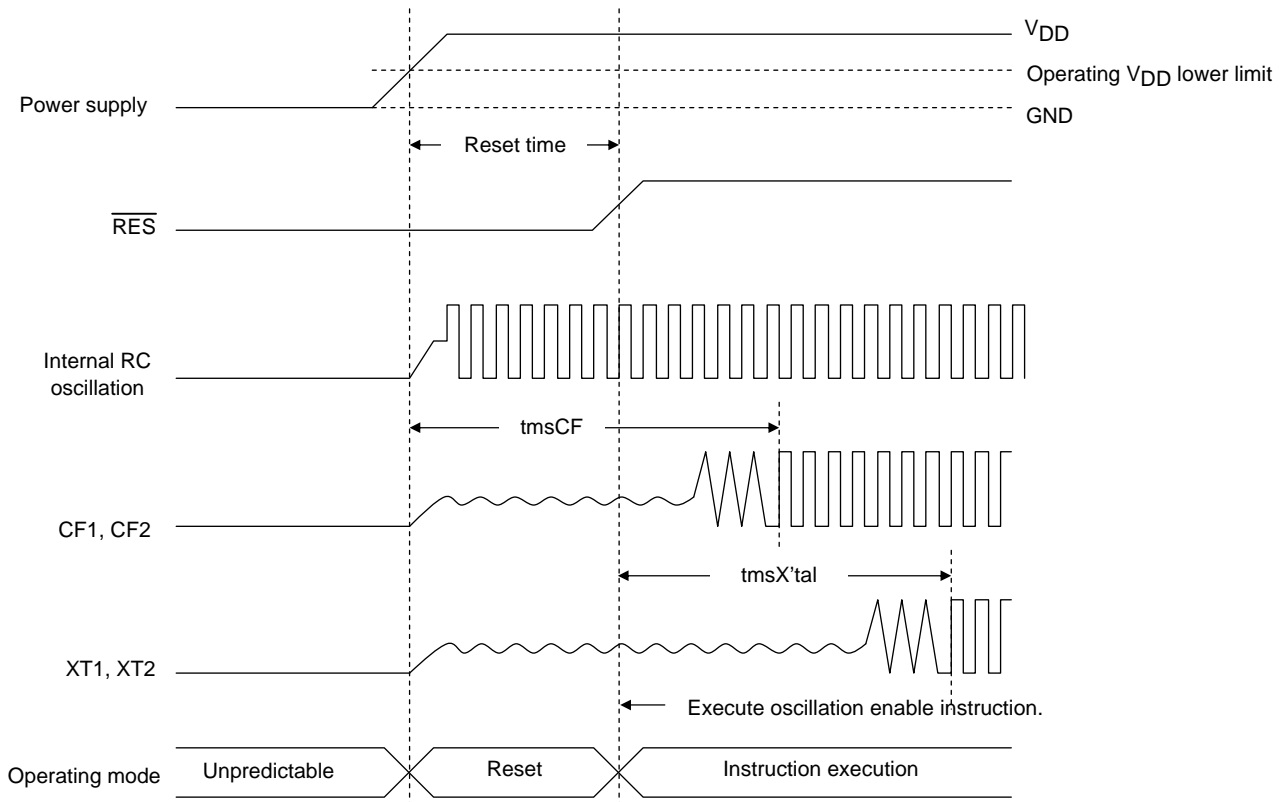 VDD
Operating VDD lower limit
Power supply
GND
Reset time
RES
Internal RC
oscillation
tmsCF
CF1, CF2
tmsX'tal
XT1, XT2
Execute oscillation enable instruction.
Operating mode
Unpredictable
Reset
Instruction execution